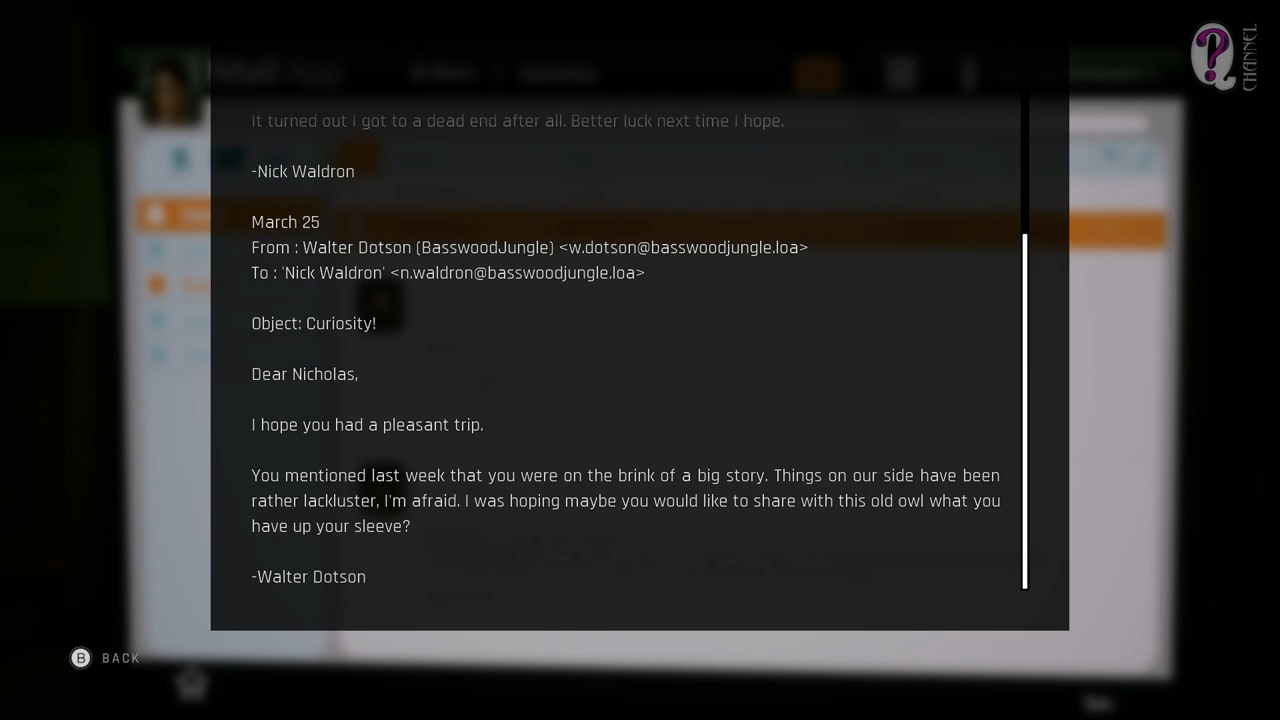 It turned out I got to a dead end after all. Better luck next time I hope.
-Nick Waldron
March 25
From : Walter Dotson (BasswoodJungle) <w.dotson@basswoodjungle.loa>
To : 'Nick Waldron' <n.waldron@basswoodjungle.loa>
Object: Curiosity!
Dear Nicholas,
I hope you had a pleasant trip.
You mentioned last week that you were on the brink of a big story. Things on our side have been
rather lackluster, I'm afraid. I was hoping maybe you would like to share with this old owl what you
have up your sleeve?
-Walter Dotson
B BACK
? CHANNEL